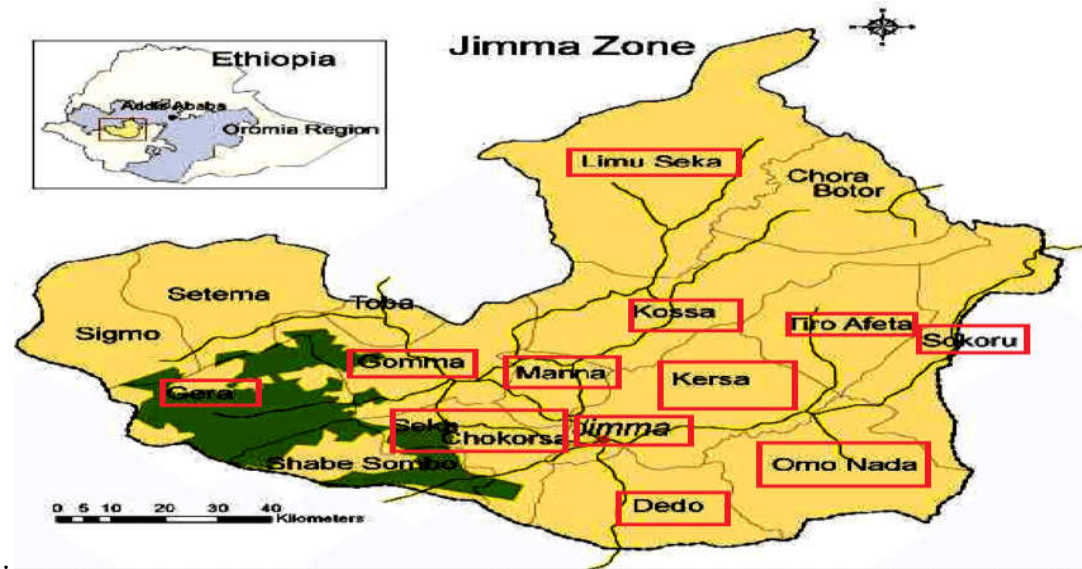 Ethiopia
Addis Ababa
Oromia Region
Jimma Zone
Limu Seka
Chora
Botor
Setema
Toba
Sigmo
Kossa
Tiro Afeta
Sokoru
Gomma
Manna
Kersa
Gera
Seka
Chokorsa
Jimma
Shabe Sombo
Omo Nada
Dedo
0 5 10 20 30 40
Kilometers